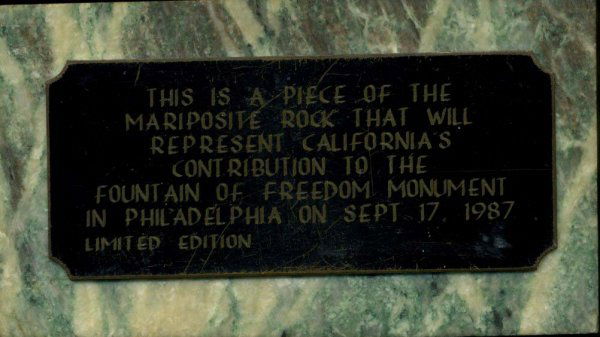 THIS IS A PIECE OF THE
MARIPOSITE ROCK THAT WILL
REPRESENT CALIFORNIA'S
CONTRIBUTION TO THE
FOUNTAIN OF FREEDOM MONUMENT
IN PHILADELPHIA ON SEPT 17, 1987
LIMITED EDITION